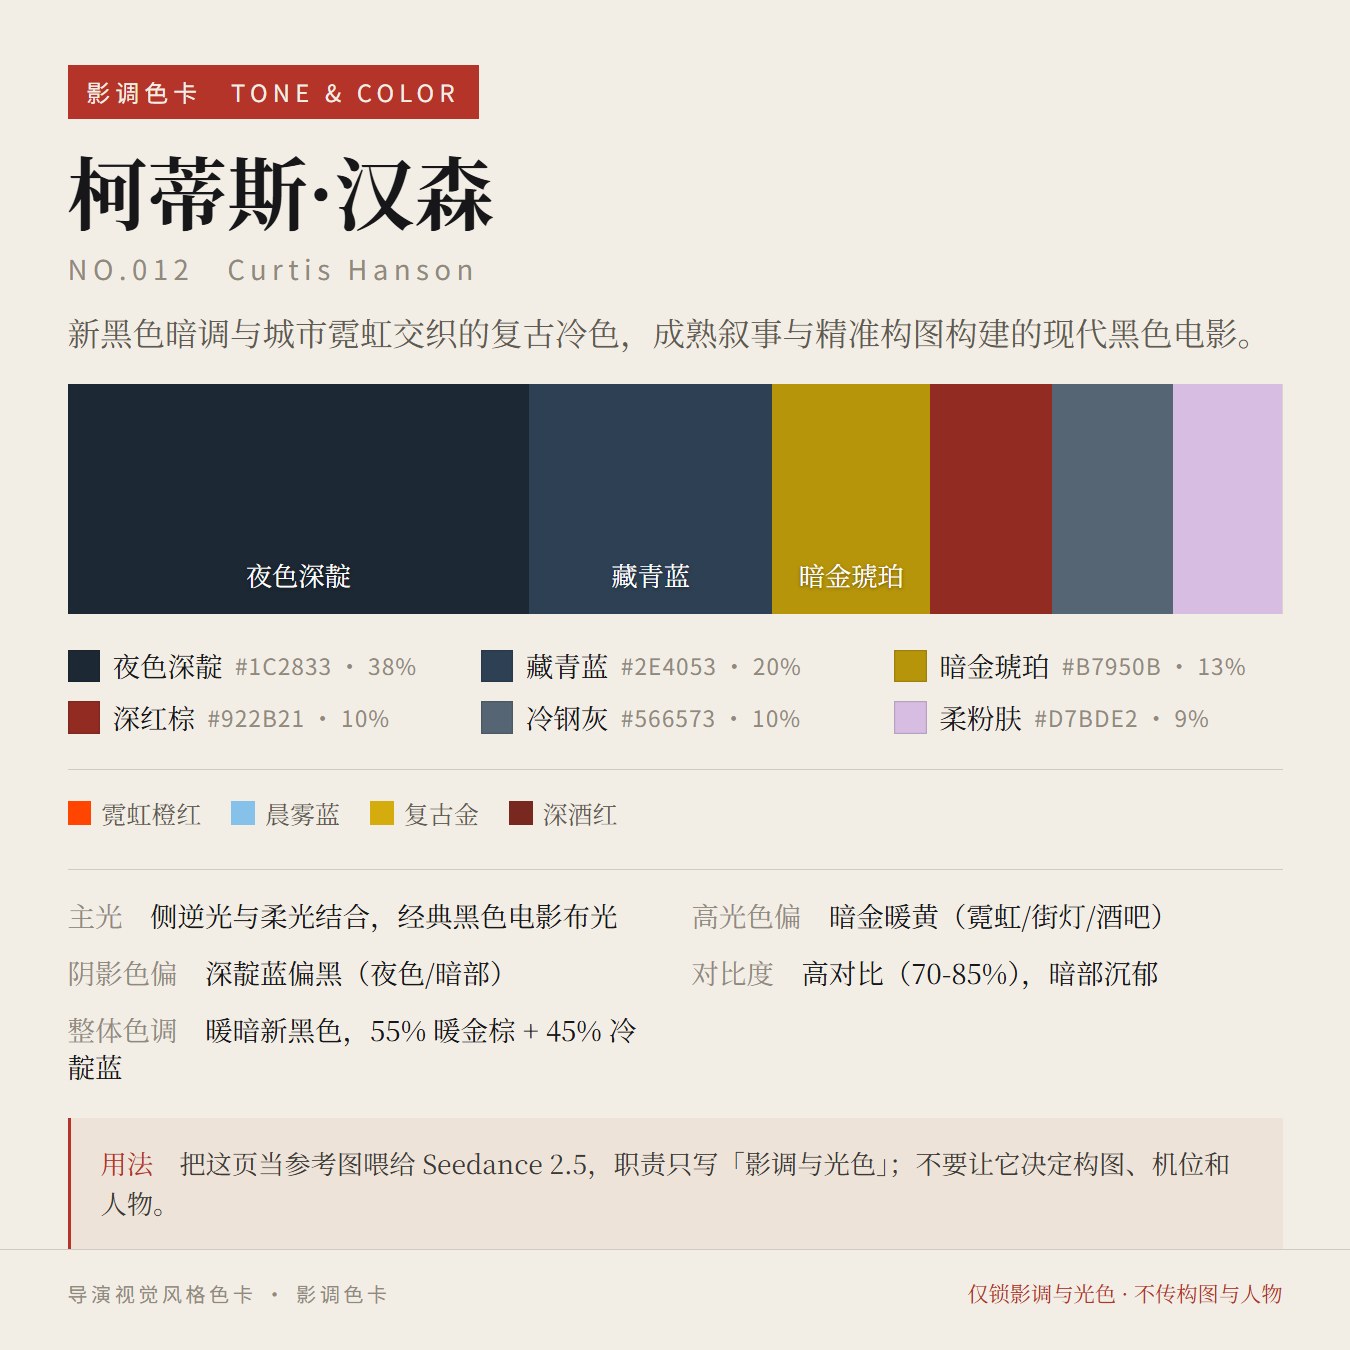 影调色卡 TONE & COLOR
柯蒂斯·汉森
NO.012 Curtis Hanson
新黑色暗调与城市霓虹交织的复古冷色，成熟叙事与精准构图构建的现代黑色电影。
夜色深靛 藏青蓝 暗金琥珀
夜色深靛 #1C2833 · 38% 藏青蓝 #2E4053 · 20% 暗金琥珀 #B7950B · 13%
深红棕 #922B21 · 10% 冷钢灰 #566573 · 10% 柔粉肤 #D7BDE2 · 9%
霓虹橙红 晨雾蓝 复古金 深酒红
主光 侧逆光与柔光结合，经典黑色电影布光 高光色偏 暗金暖黄（霓虹/街灯/酒吧）
阴影色偏 深靛蓝偏黑（夜色/暗部） 对比度 高对比（70-85%），暗部沉郁
整体色调 暖暗新黑色，55% 暖金棕 + 45% 冷
靛蓝
用法 把这页当参考图喂给 Seedance 2.5，职责只写「影调与光色」；不要让它决定构图、机位和
人物。
导演视觉风格色卡 · 影调色卡 仅锁影调与光色 · 不传构图与人物